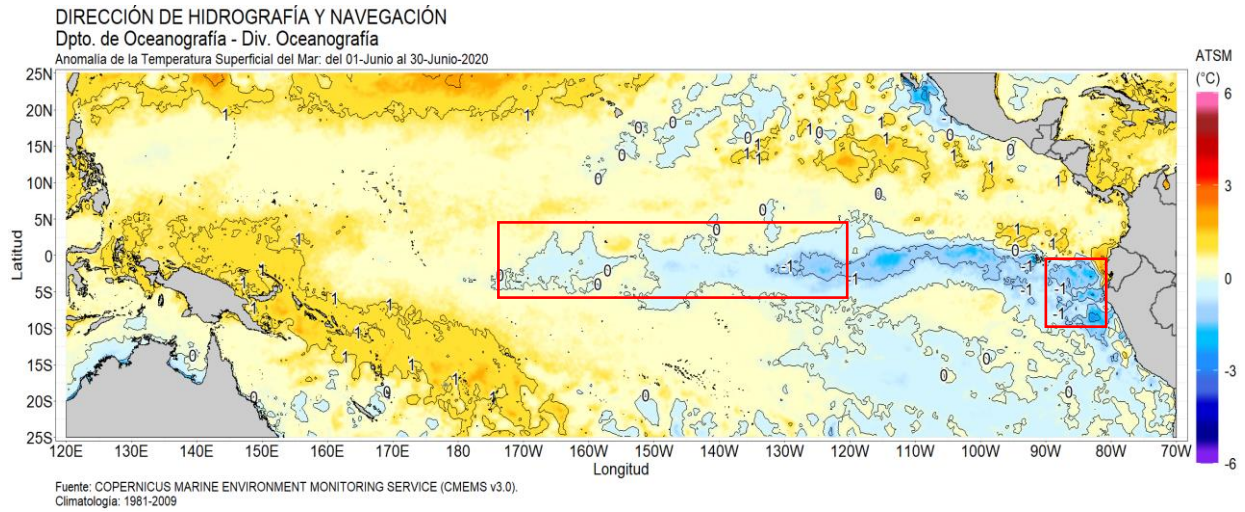 DIRECCIÓN DE HIDROGRAFÍA Y NAVEGACIÓN
Dpto. de Oceanografía - Div. Oceanografía
Anomalia de la Temperatura Superficial del Mar: del 01-Junio al 30-Junio-2020
ATSM
(°C)
6
3
0
-3
-6
25N
20N
15N
10N
5N
0
5S
10S
15S
20S
25S
Latitud
120E 130E 140E 150E 160E 170E 180 170W 160W 150W 140W 130W 120W 110W 100W 90W 80W 70W
Longitud
Fuente: COPERNICUS MARINE ENVIRONMENT MONITORING SERVICE (CMEMS v3.0).
Climatología: 1981-2009